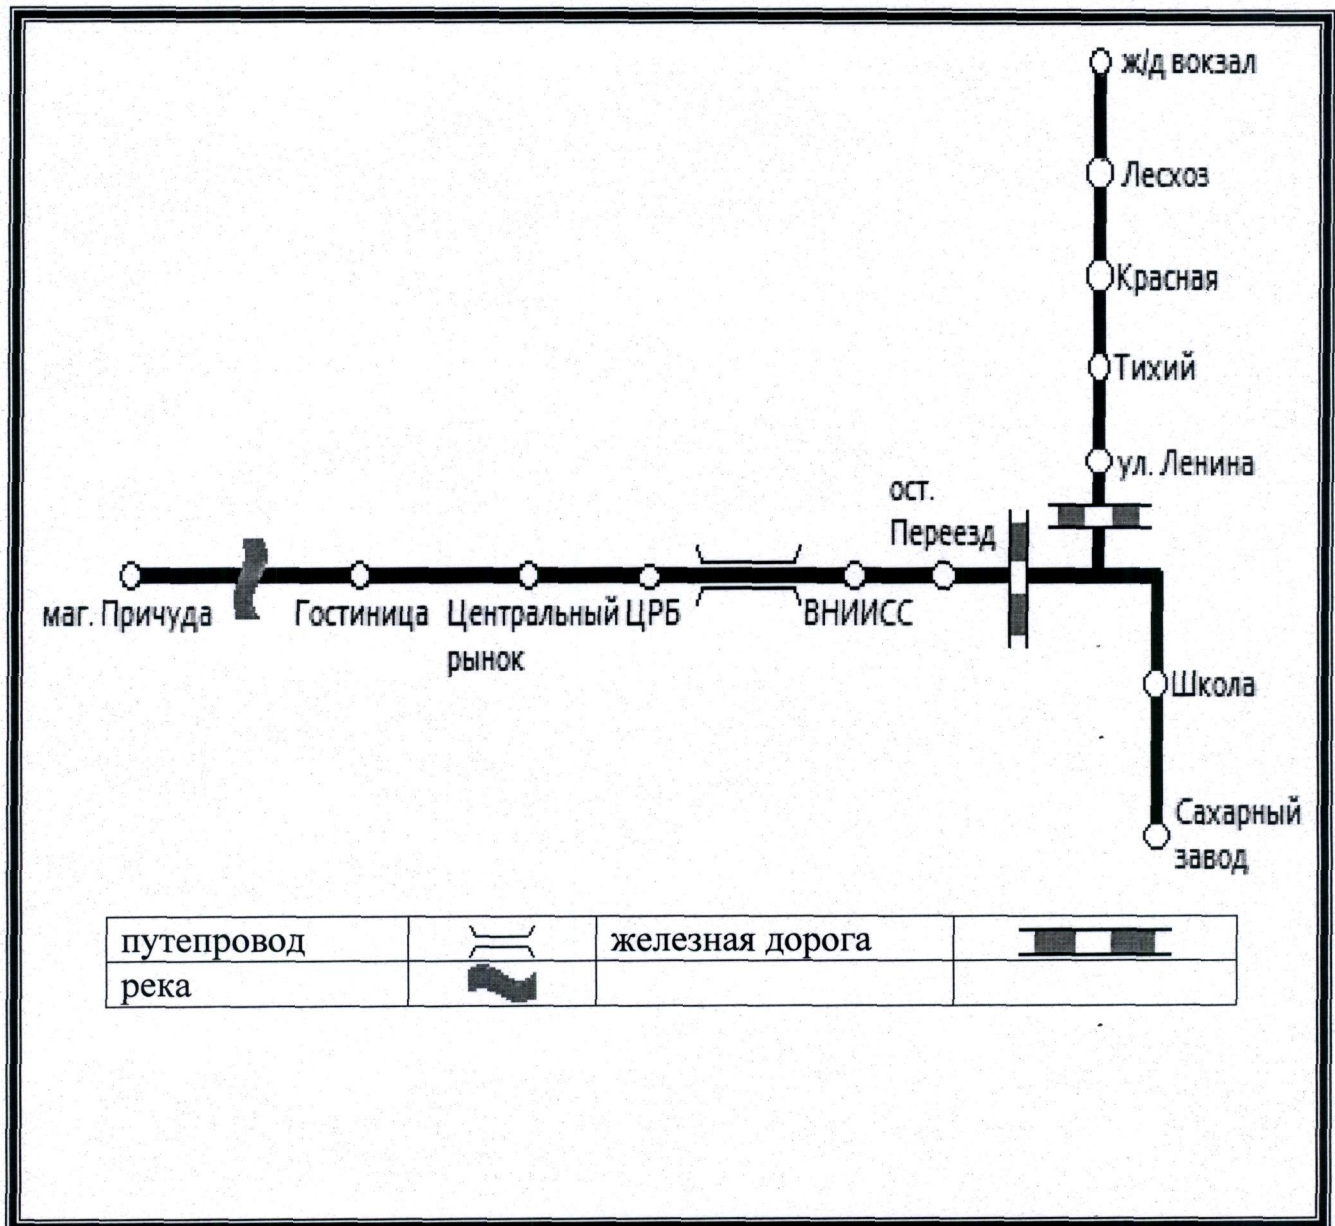 ж/д вокзал
Лесхоз
Красная
Тихий
ул. Ленина
ост.
Переезд
маг. Причуда
Гостиница
Центральный
рынок
ЦРБ
ВНИИСС
Школа
Сахарный
завод
путепровод
железная дорога
река